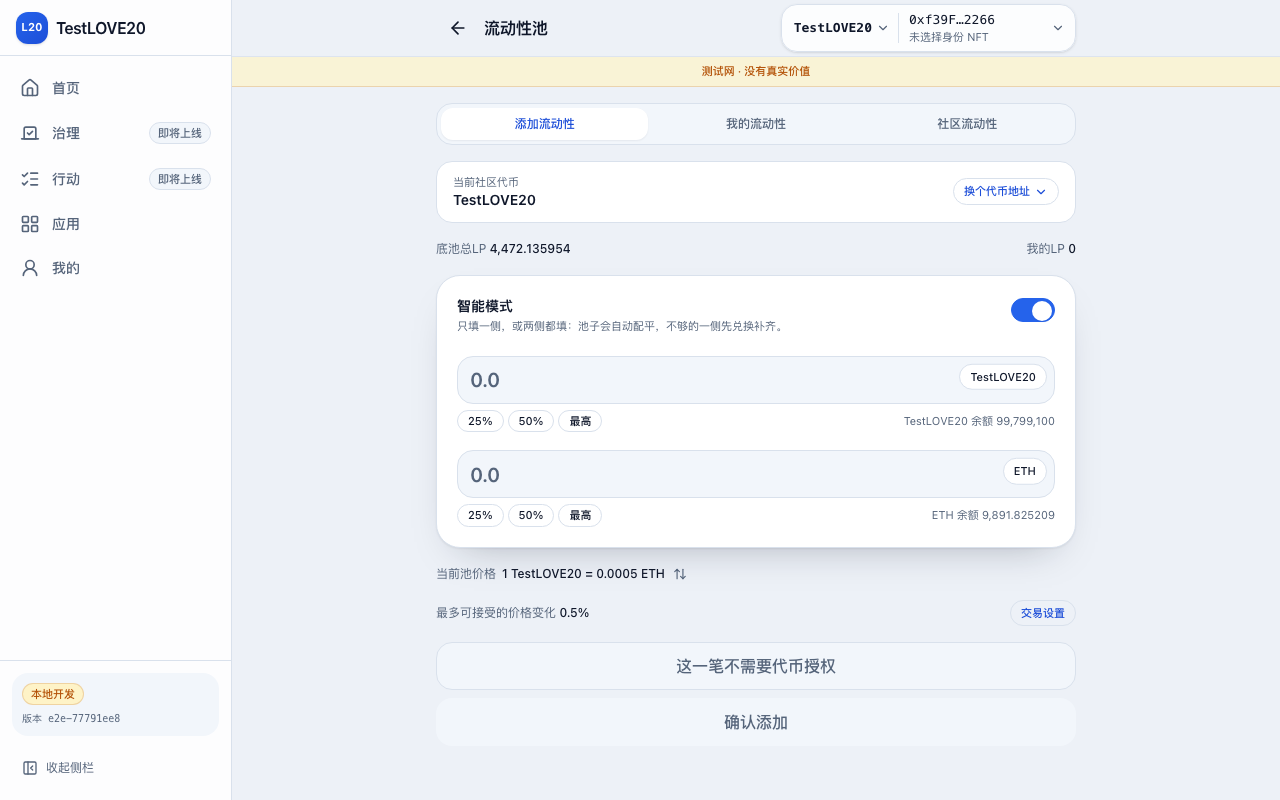 L20 TestLOVE20
首页
治理 即将上线
行动 即将上线
应用
我的
本地开发
版本 e2e-77791ee8
收起侧栏
流动性池
TestLOVE20
0xf39F…2266
未选择身份 NFT
测试网 · 没有真实价值
添加流动性 我的流动性 社区流动性
当前社区代币
TestLOVE20
换个代币地址
底池总LP 4,472.135954 我的LP 0
智能模式
只填一侧，或两侧都填：池子会自动配平，不够的一侧先兑换补齐。
0.0 TestLOVE20
25% 50% 最高 TestLOVE20 余额 99,799,100
0.0 ETH
25% 50% 最高 ETH 余额 9,891.825209
当前池价格 1 TestLOVE20 = 0.0005 ETH
最多可接受的价格变化 0.5% 交易设置
这一笔不需要代币授权
确认添加